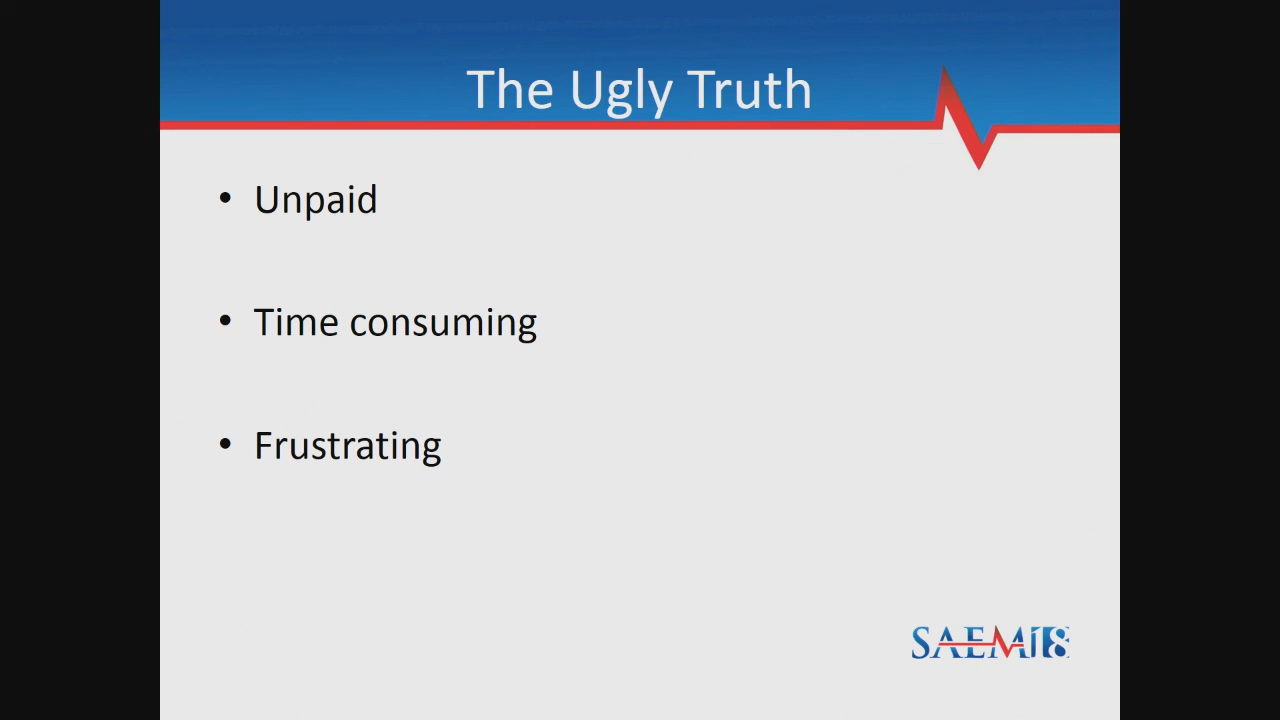 The Ugly Truth
• Unpaid
• Time consuming
• Frustrating
SAEM18